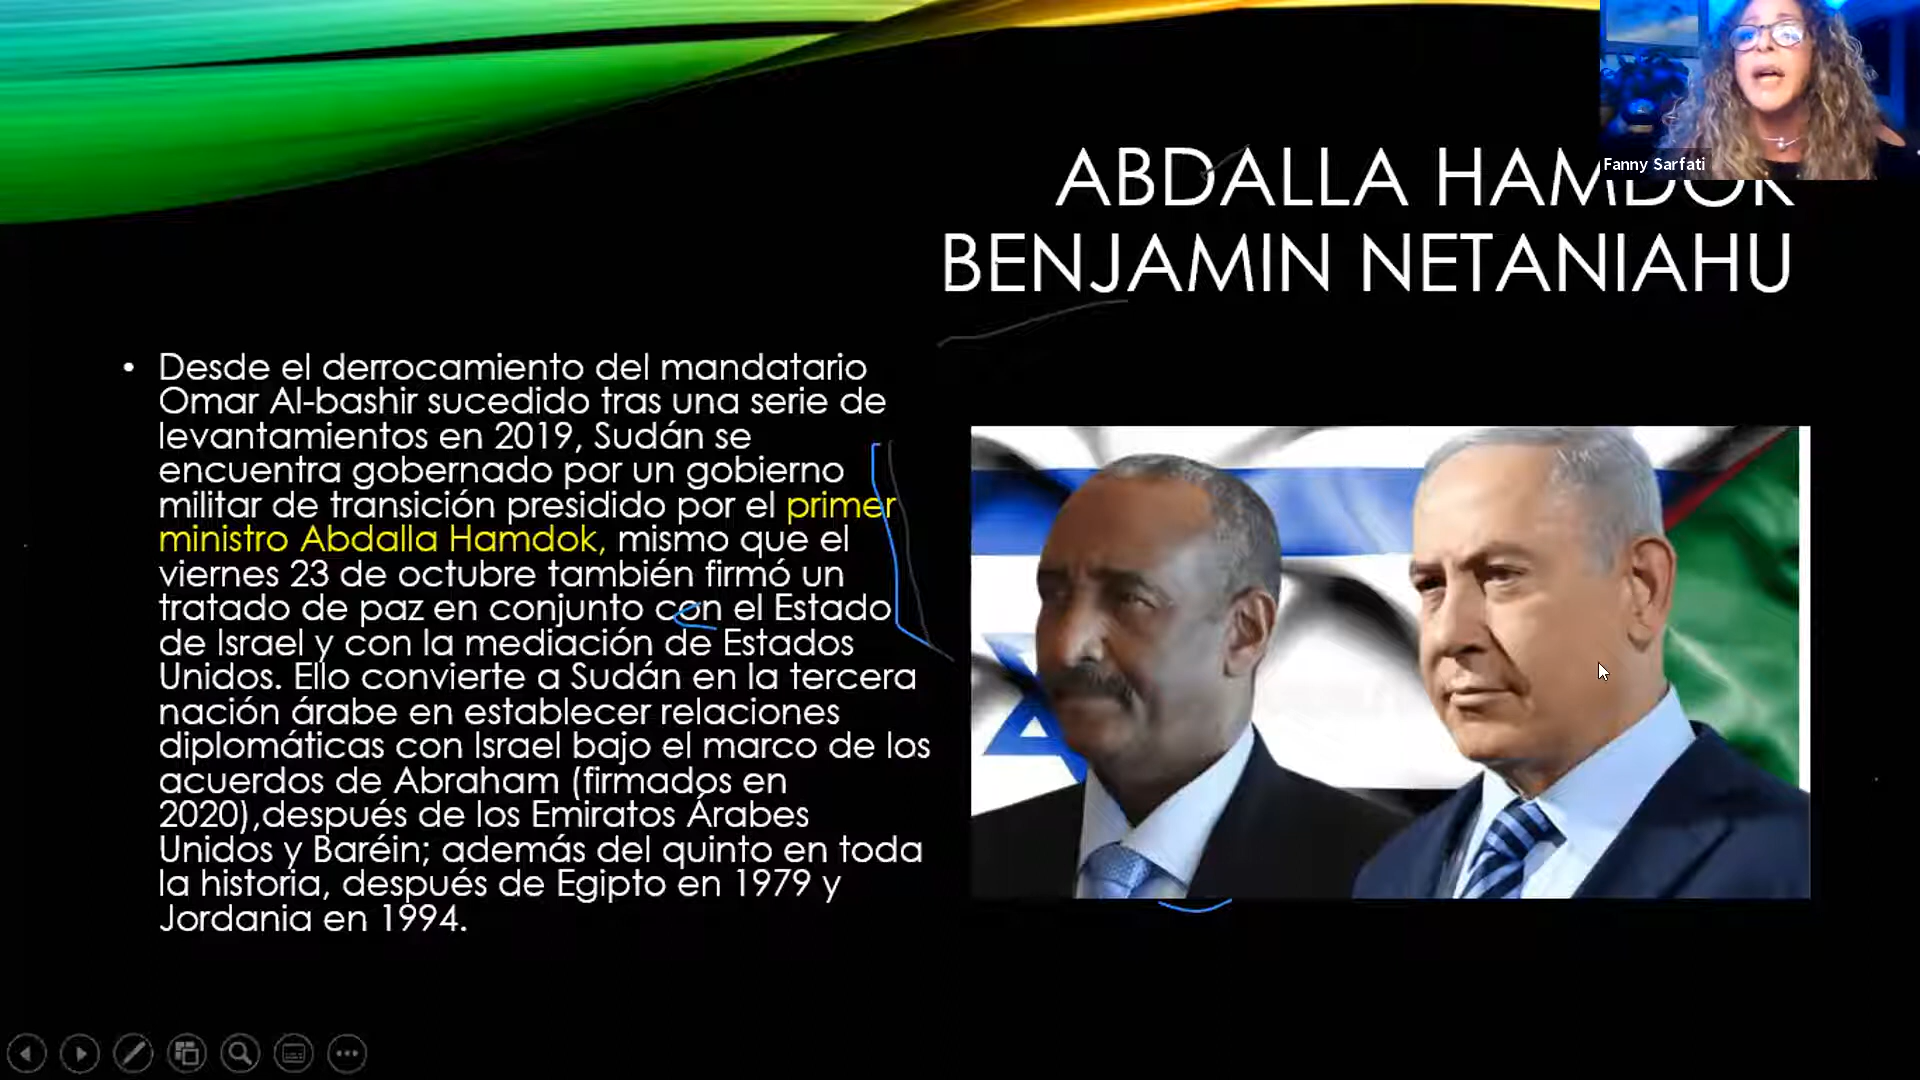 Fanny Sarfati
ABDALLA HAMDOK
BENJAMIN NETANIAHU
• Desde el derrocamiento del mandatario
Omar Al-bashir sucedido tras una serie de
levantamientos en 2019, Sudán se
encuentra gobernado por un gobierno
militar de transición presidido por el primer
ministro Abdalla Hamdok, mismo que el
viernes 23 de octubre también firmó un
tratado de paz en conjunto con el Estado
de Israel y con la mediación de Estados
Unidos. Ello convierte a Sudán en la tercera
nación árabe en establecer relaciones
diplomáticas con Israel bajo el marco de los
acuerdos de Abraham (firmados en
2020),después de los Emiratos Árabes
Unidos y Baréin; además del quinto en toda
la historia, después de Egipto en 1979 y
Jordania en 1994.